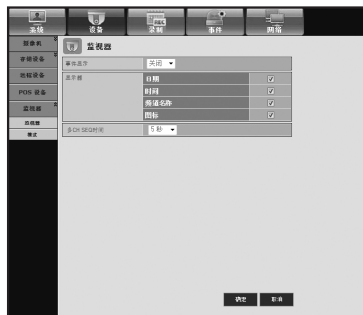 系统 设备 录制 事件 网络
摄像机
监视器
存储设备
事件显示 关闭
远程设备
显示器 日期
时间
POS 设备
频道名称
监视器
图标
监视器
多CH SEQ时间 5 秒
模式
确定 取消